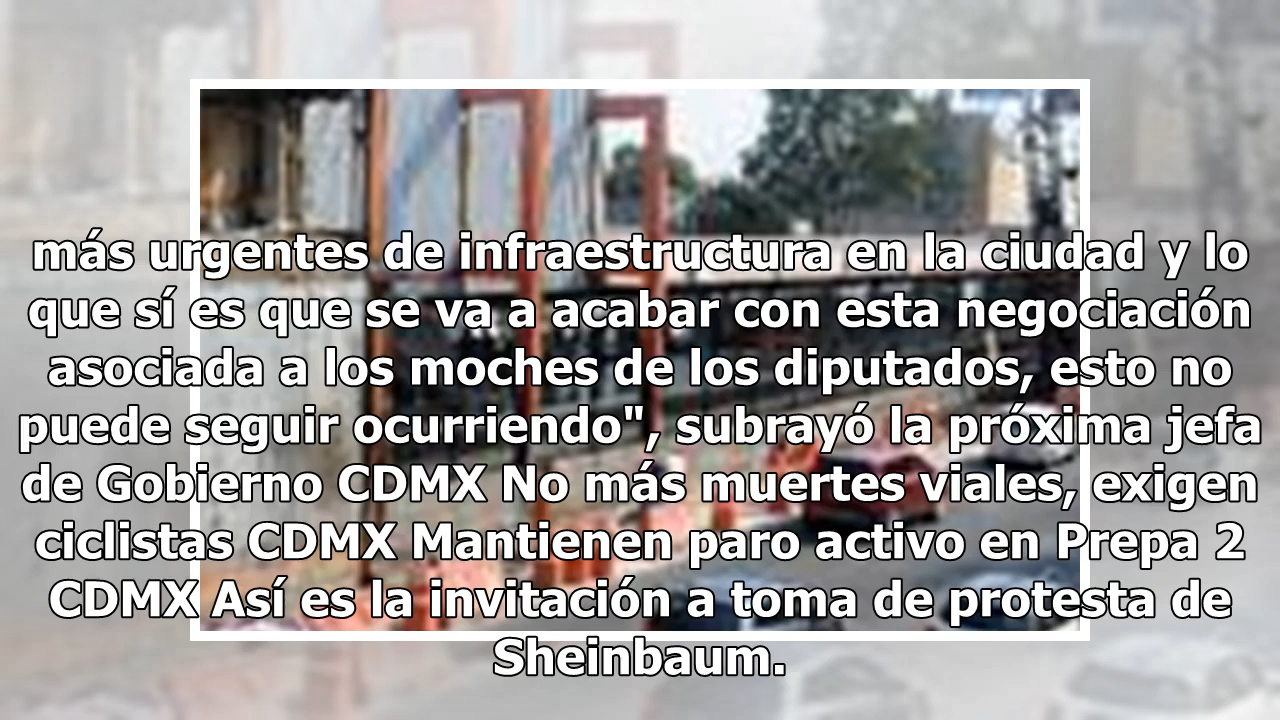 más urgentes de infraestructura en la ciudad y lo
que sí es que se va a acabar con esta negociación
asociada a los moches de los diputados, esto no
puede seguir ocurriendo", subrayó la próxima jefa
de Gobierno CDMX No más muertes viales, exigen
ciclistas CDMX Mantienen paro activo en Prepa 2
CDMX Así es la invitación a toma de protesta de
Sheinbaum.